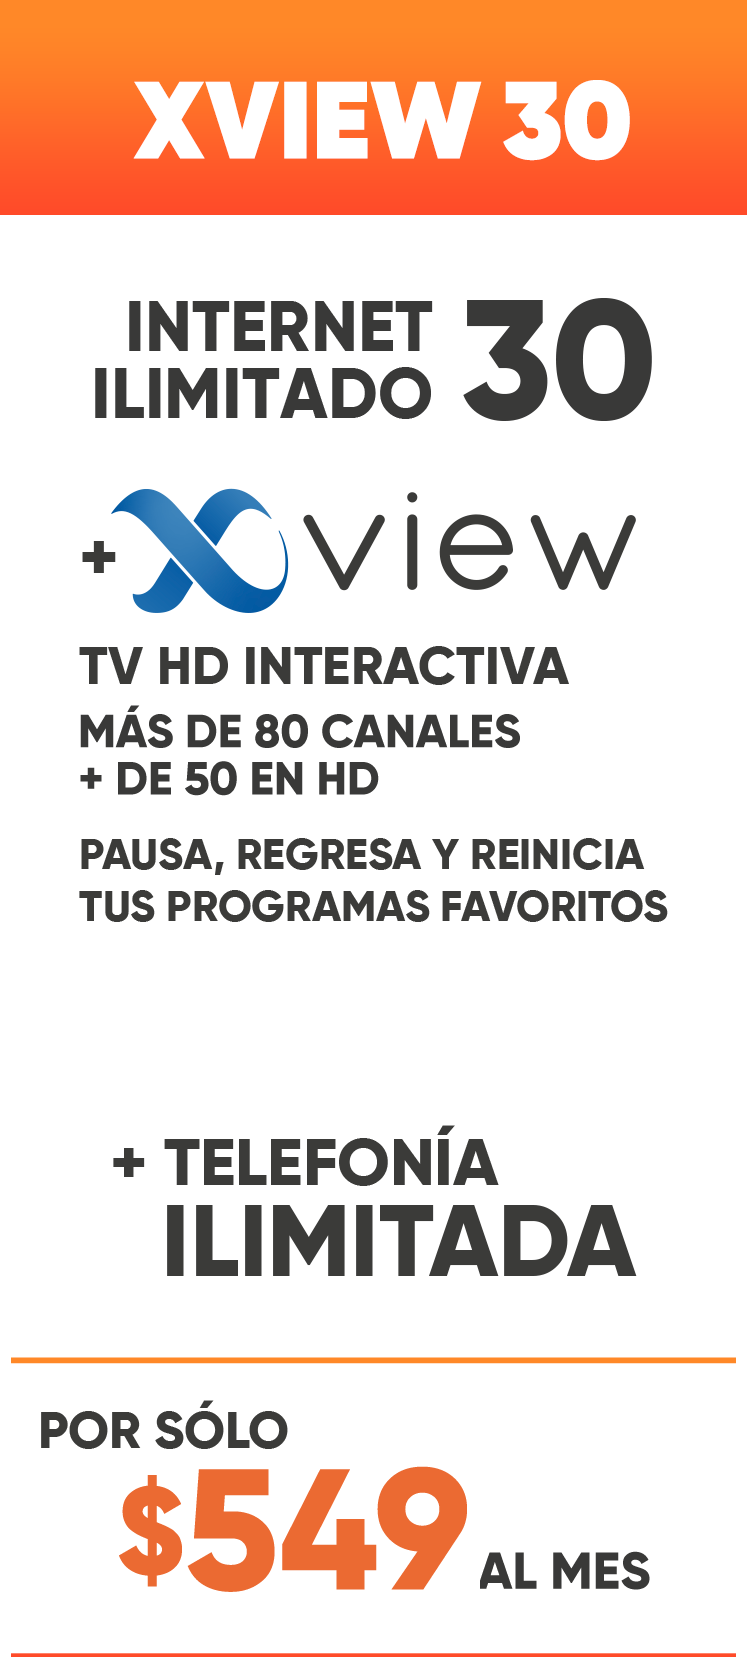 XVIEW 30
INTERNET
ILIMITADO 30
+ Xview
TV HD INTERACTIVA
MÁS DE 80 CANALES
+ DE 50 EN HD
PAUSA, REGRESA Y REINICIA
TUS PROGRAMAS FAVORITOS
+ TELEFONÍA
ILIMITADA
POR SÓLO
$549 AL MES